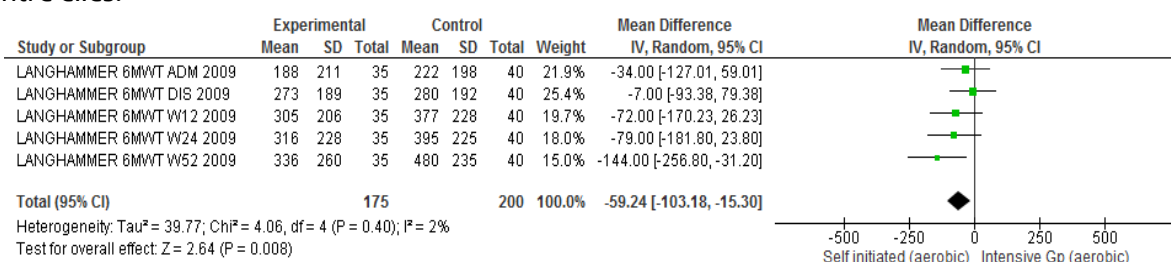 Experimental Control Mean Difference Mean Difference
Study or Subgroup Mean SD Total Mean SD Total Weight IV, Random, 95% CI IV, Random, 95% CI
LANGHAMMER 6MWT ADM 2009 188 211 35 222 198 40 21.9% -34.00 [-127.01, 59.01]
LANGHAMMER 6MWT DIS 2009 273 189 35 280 192 40 25.4% -7.00 [-93.38, 79.38]
LANGHAMMER 6MWT W12 2009 305 206 35 377 228 40 19.7% -72.00 [-170.23, 26.23]
LANGHAMMER 6MWT W24 2009 316 228 35 395 225 40 18.0% -79.00 [-181.80, 23.80]
LANGHAMMER 6MWT W52 2009 336 260 35 480 235 40 15.0% -144.00 [-256.80, -31.20]
Total (95% CI) 175 200 100.0% -59.24 [-103.18, -15.30]
Heterogeneity: Tau² = 39.77; Chi² = 4.06, df = 4 (P = 0.40); I² = 2%
Test for overall effect: Z = 2.64 (P = 0.008)
-500 -250 0 250 500
Self initiated (aerobic) Intensive Gp (aerobic)